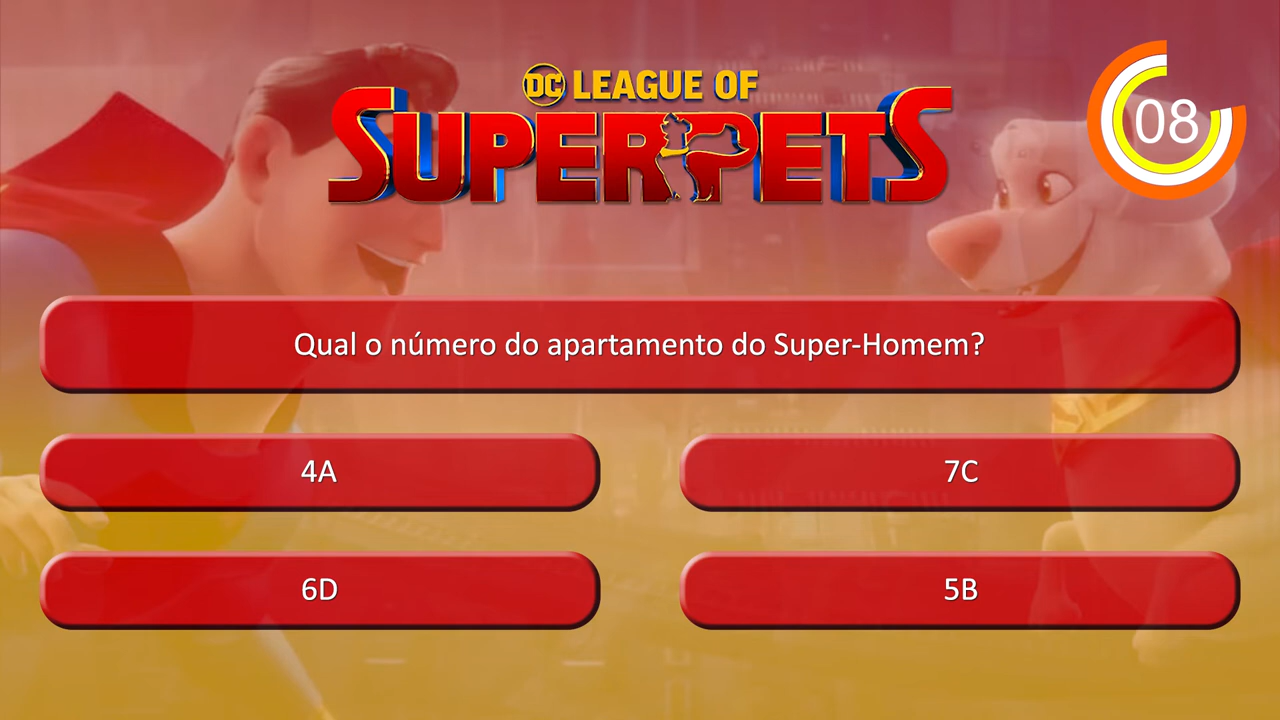 DC LEAGUE OF
SUPERPETS
08
Qual o número do apartamento do Super-Homem?
4A
7C
6D
5B